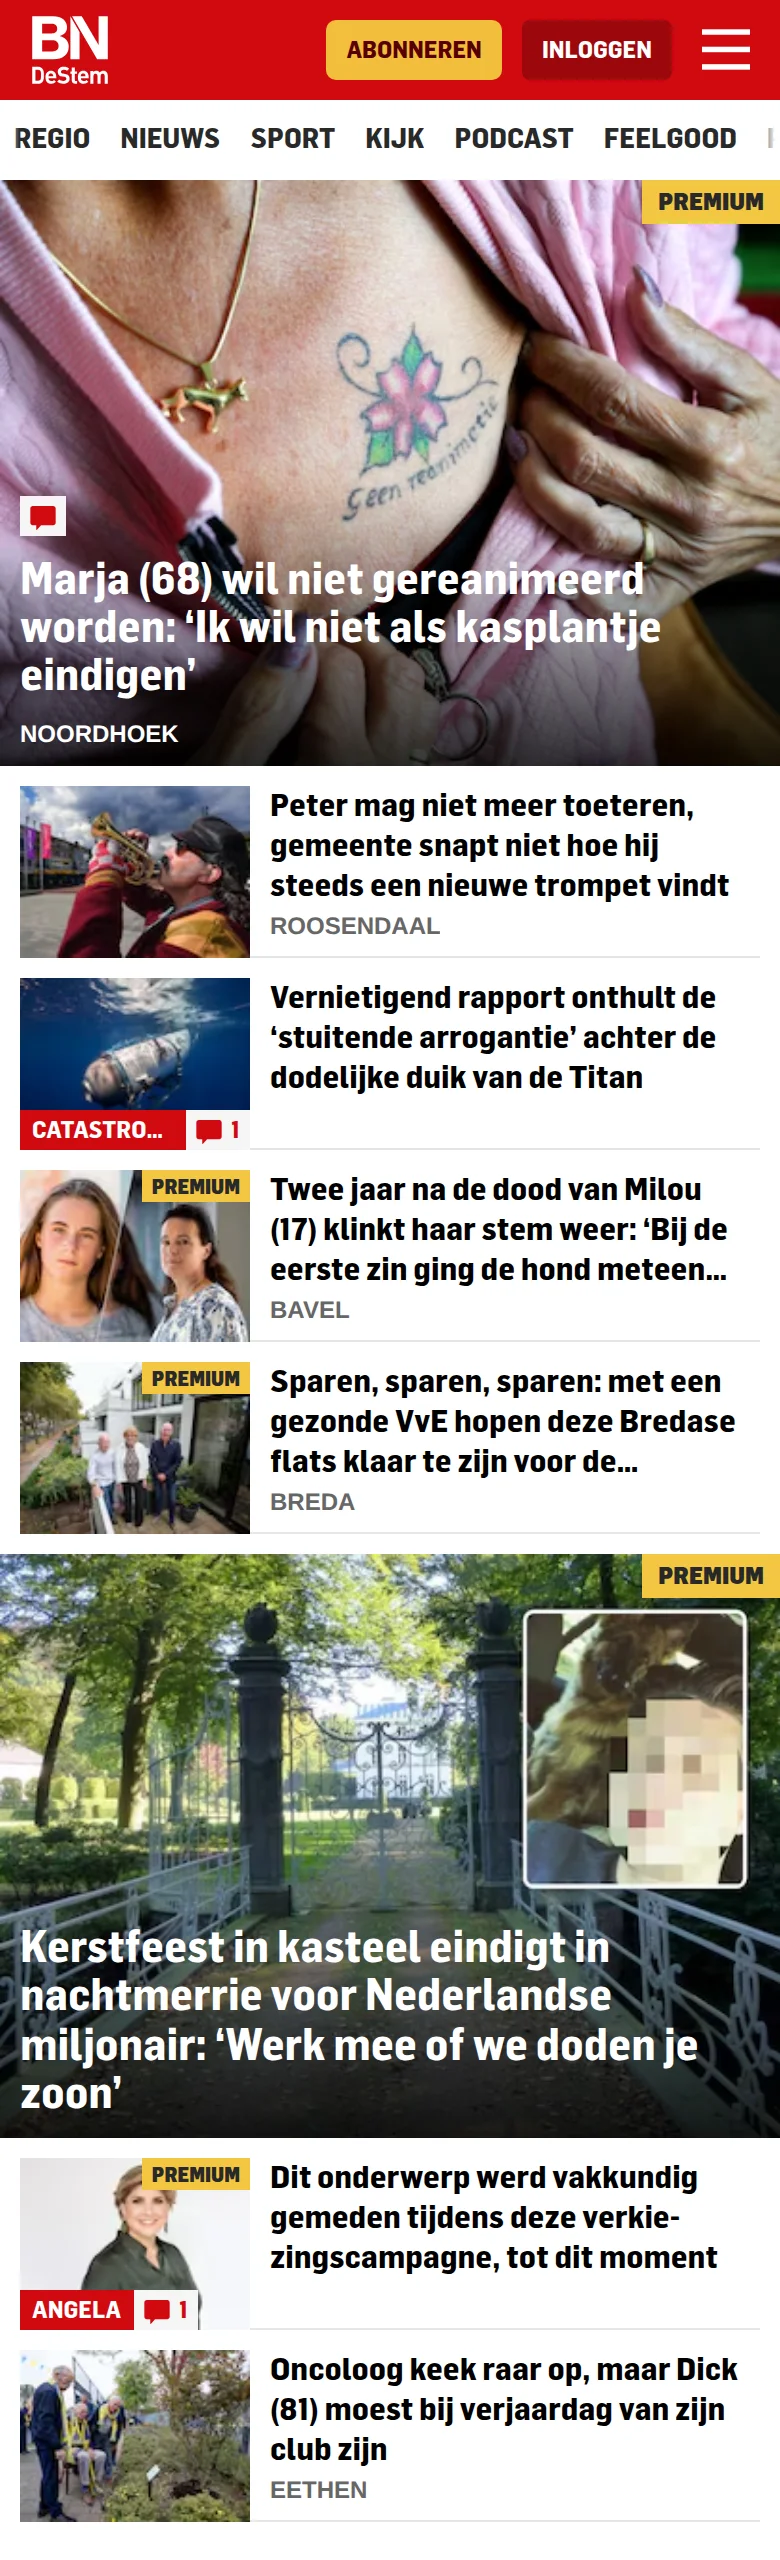 BN
DeStem
ABONNEREN
INLOGGEN
REGIO NIEUWS SPORT KIJK PODCAST FEELGOOD
PREMIUM
Geen reanimatie
Marja (68) wil niet gereanimeerd
worden: ‘Ik wil niet als kasplantje
eindigen’
NOORDHOEK
Peter mag niet meer toeteren,
gemeente snapt niet hoe hij
steeds een nieuwe trompet vindt
ROOSENDAAL
Vernietigend rapport onthult de
‘stuitende arrogantie’ achter de
dodelijke duik van de Titan
CATASTRO...
1
PREMIUM
Twee jaar na de dood van Milou
(17) klinkt haar stem weer: ‘Bij de
eerste zin ging de hond meteen...
BAVEL
PREMIUM
Sparen, sparen, sparen: met een
gezonde VvE hopen deze Bredase
flats klaar te zijn voor de...
BREDA
PREMIUM
Kerstfeest in kasteel eindigt in
nachtmerrie voor Nederlandse
miljonair: ‘Werk mee of we doden je
zoon’
PREMIUM
Dit onderwerp werd vakkundig
gemeden tijdens deze verkie-
zingscampagne, tot dit moment
ANGELA
1
Oncoloog keek raar op, maar Dick
(81) moest bij verjaardag van zijn
club zijn
EETHEN